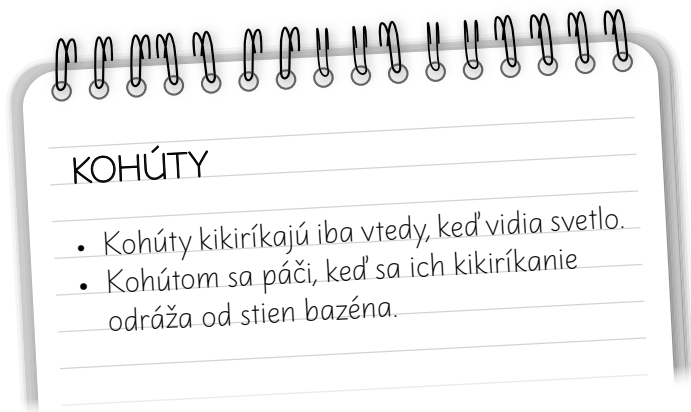 KOHÚTY
• Kohúty kikiríkajú iba vtedy, keď vidia svetlo.
• Kohútom sa páči, keď sa ich kikiríkanie
odráža od stien bazéna.